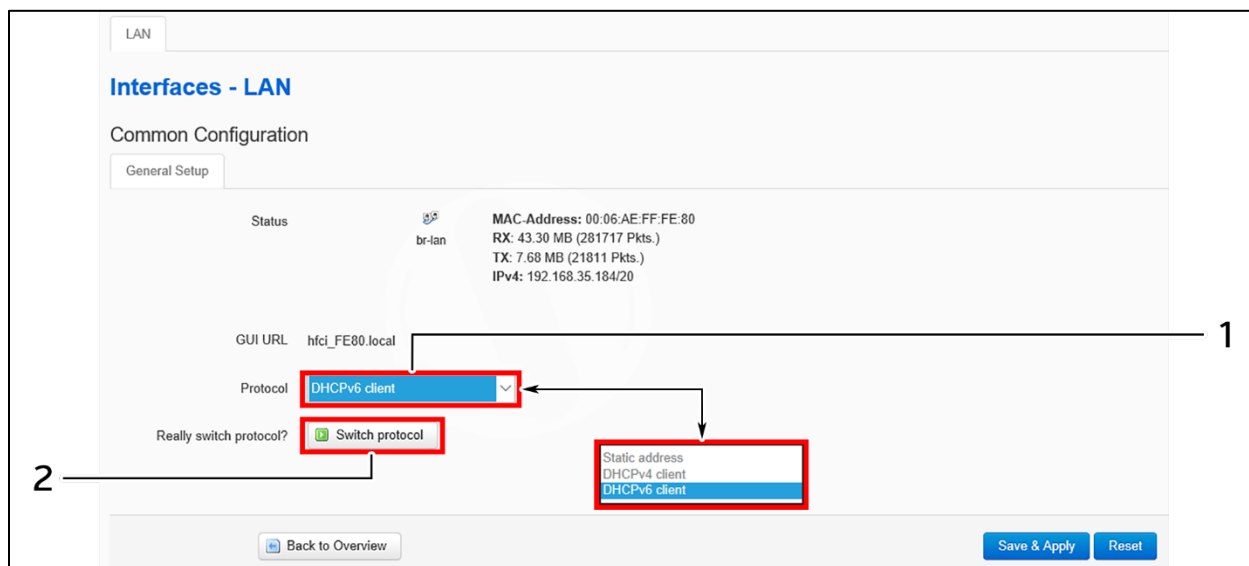 LAN
Interfaces - LAN
Common Configuration
General Setup
Status
br-lan
MAC-Address: 00:06:AE:FF:FE:80
RX: 43.30 MB (281717 Pkts.)
TX: 7.68 MB (21811 Pkts.)
IPv4: 192.168.35.184/20
GUI URL hfci_FE80.local
1
Protocol DHCPv6 client
Really switch protocol? Switch protocol
2
Static address
DHCPv4 client
DHCPv6 client
Back to Overview Save & Apply Reset